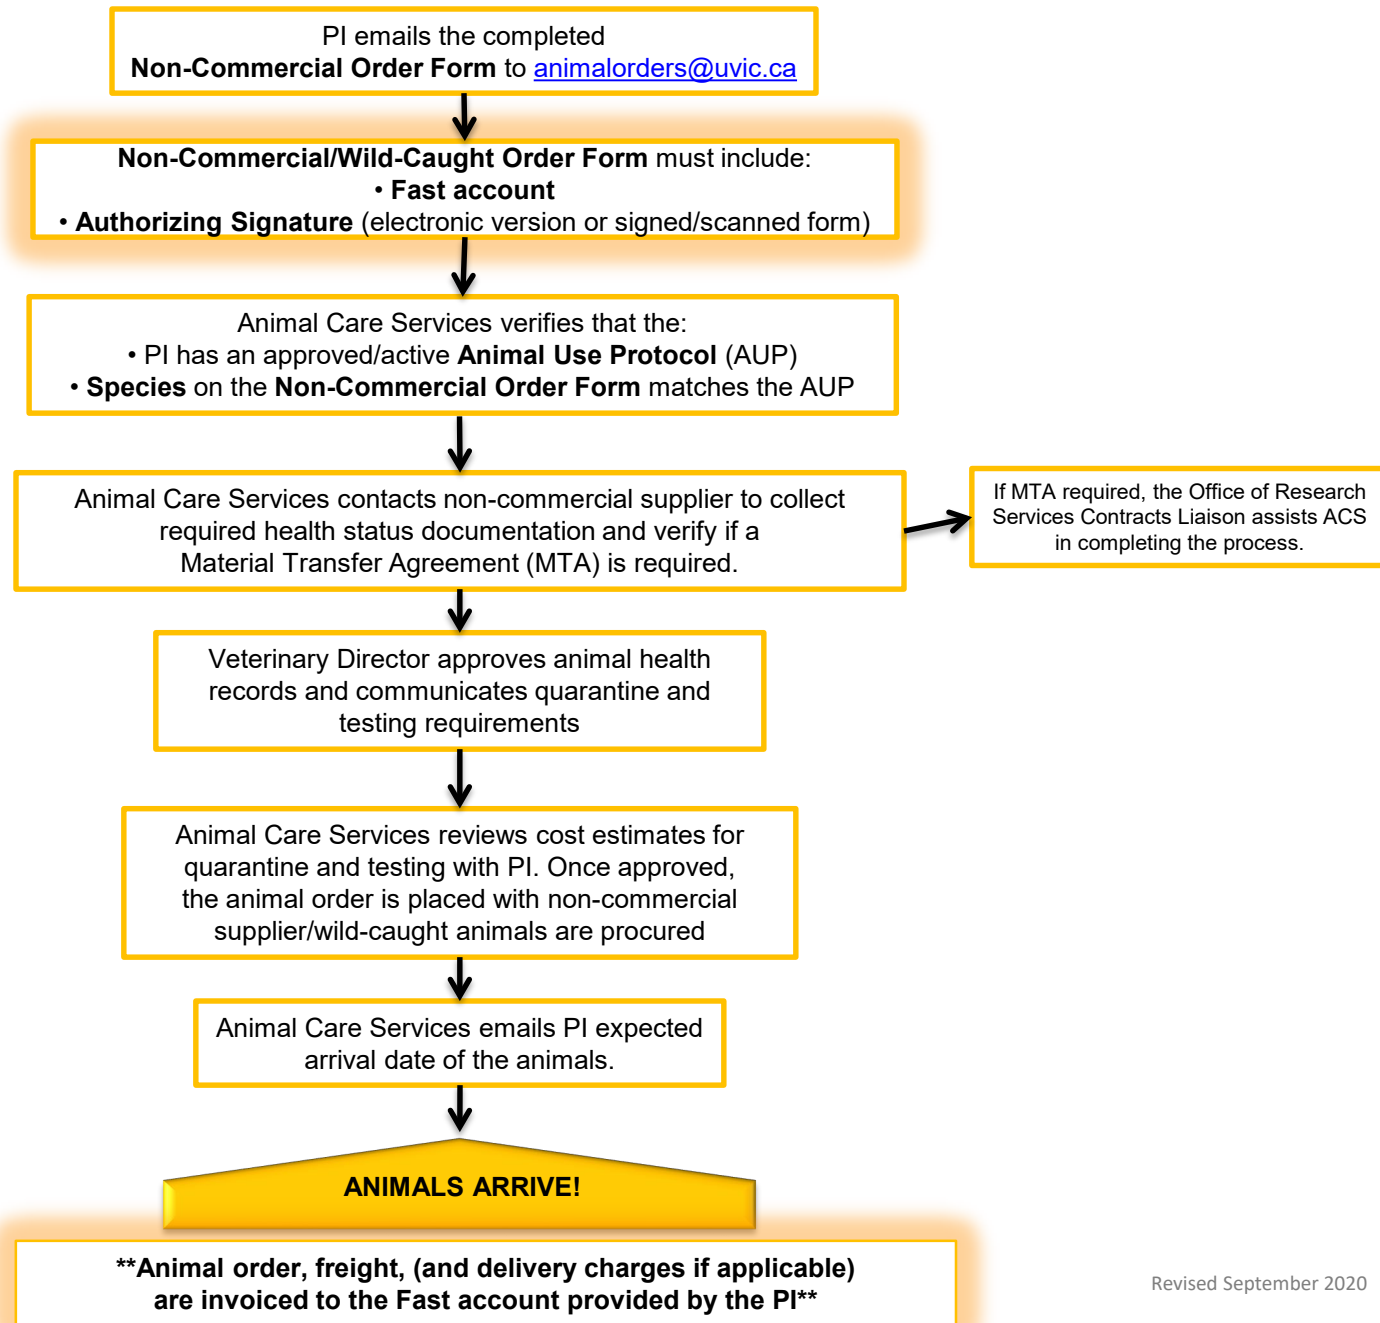 PI emails the completed
Non-Commercial Order Form to animalorders@uvic.ca
Non-Commercial/Wild-Caught Order Form must include:
• Fast account
• Authorizing Signature (electronic version or signed/scanned form)
Animal Care Services verifies that the:
• PI has an approved/active Animal Use Protocol (AUP)
• Species on the Non-Commercial Order Form matches the AUP
Animal Care Services contacts non-commercial supplier to collect
required health status documentation and verify if a
Material Transfer Agreement (MTA) is required.
If MTA required, the Office of Research
Services Contracts Liaison assists ACS
in completing the process.
Veterinary Director approves animal health
records and communicates quarantine and
testing requirements
Animal Care Services reviews cost estimates for
quarantine and testing with PI. Once approved,
the animal order is placed with non-commercial
supplier/wild-caught animals are procured
Animal Care Services emails PI expected
arrival date of the animals.
ANIMALS ARRIVE!
**Animal order, freight, (and delivery charges if applicable)
are invoiced to the Fast account provided by the PI**
Revised September 2020